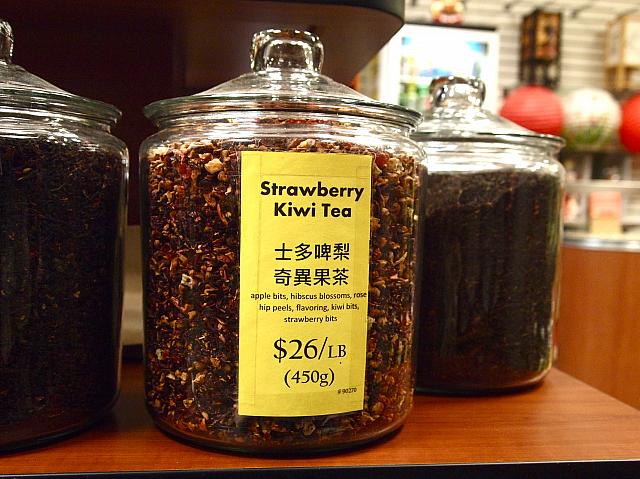 Strawberry
Kiwi Tea
士多啤梨
奇異果茶
apple bits, hibscus blossoms, rose
hip peels, flavoring, kiwi bits,
strawberry bits
$26/LB
(450g)
#90270